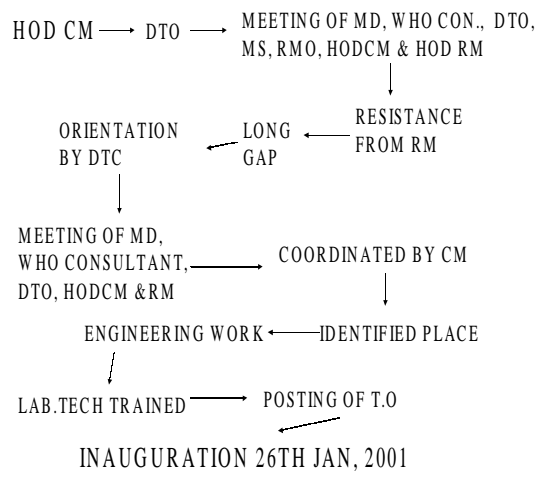 HOD CM
DTO
MEETING OF MD, WHO CON., DTO,
MS, RMO, HODCM & HOD RM
RESISTANCE
FROM RM
LONG
GAP
ORIENTATION
BY DTC
MEETING OF MD,
WHO CONSULTANT,
DTO, HODCM &RM
COORDINATED BY CM
IDENTIFIED PLACE
ENGINEERING WORK
LAB.TECH TRAINED
POSTING OF T.O
INAUGURATION 26TH JAN, 2001